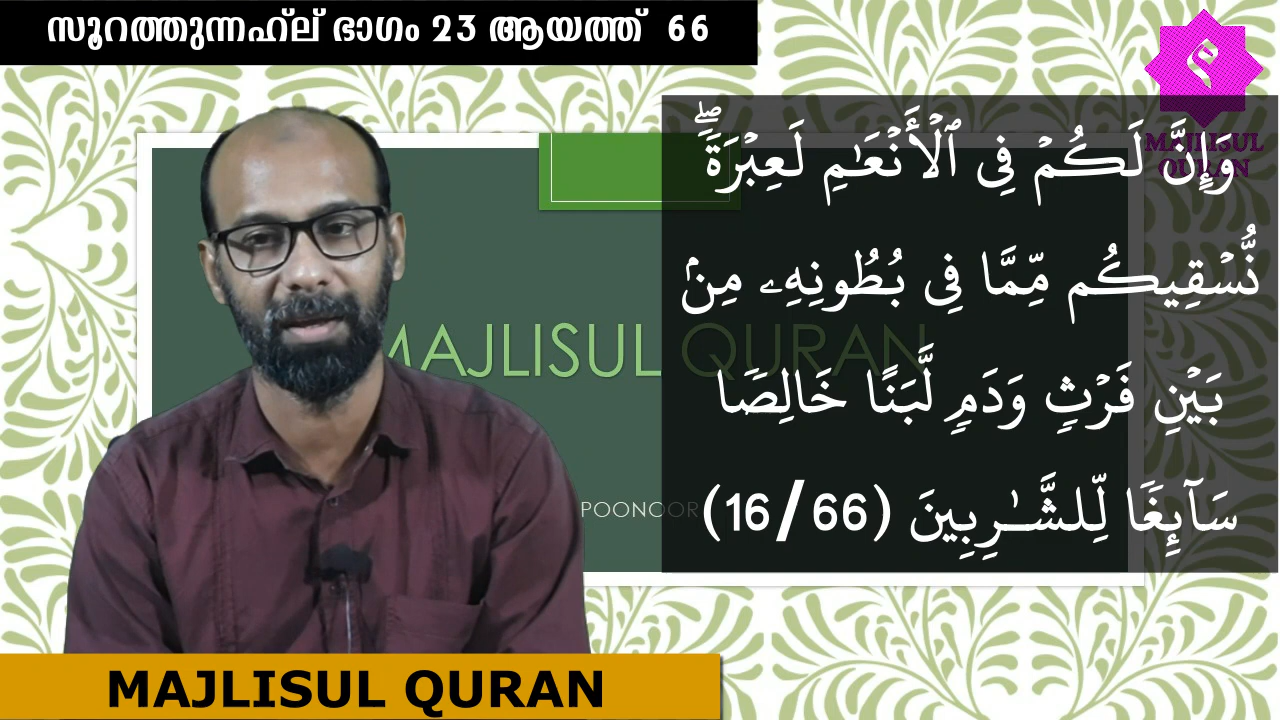 സൂറത്തുന്നഹ്ല് ഭാഗം 23 ആയത്ത് 66
MAJLISUL QURAN
وَإِنَّ لَكُمْ فِى ٱلْأَنْعَـٰمِ لَعِبْرَةًۖ
نُّسْقِيكُم مِّمَّا فِى بُطُونِهِۦ مِنۢ
بَيْنِ فَرْثٍ وَدَمٍ لَّبَنًا خَالِصًا
سَآئِغًا لِّلشَّـٰرِبِينَ (16/66)
MAJLISUL QURAN
POONOOR
MAJLISUL QURAN